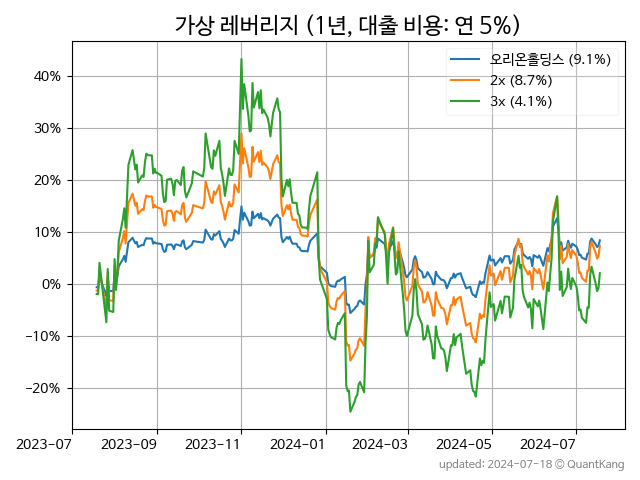 가상 레버리지 (1년, 대출 비용: 연 5%)
오리온홀딩스 (9.1%)
2x (8.7%)
3x (4.1%)
40%
30%
20%
10%
0%
−10%
−20%
2023-07 2023-09 2023-11 2024-01 2024-03 2024-05 2024-07
updated: 2024-07-18 © QuantKang